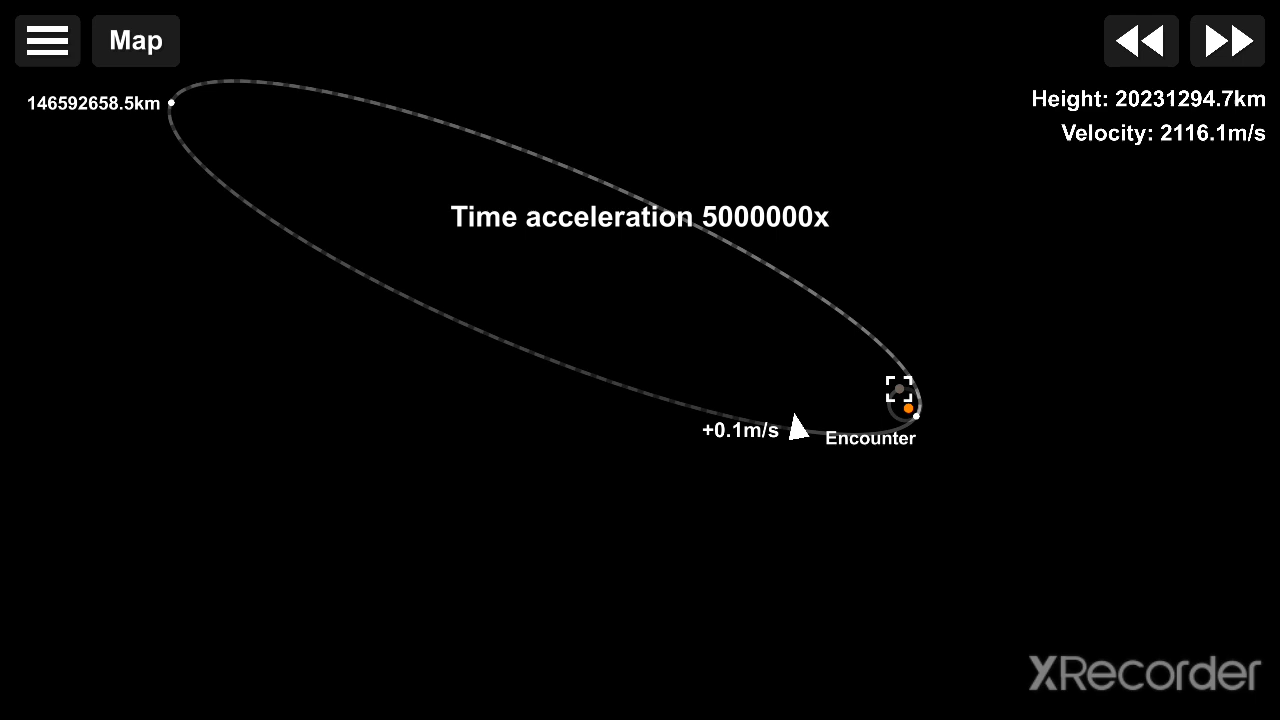 Map
146592658.5km
Height: 20231294.7km
Velocity: 2116.1m/s
Time acceleration 5000000x
+0.1m/s
Encounter
XRecorder